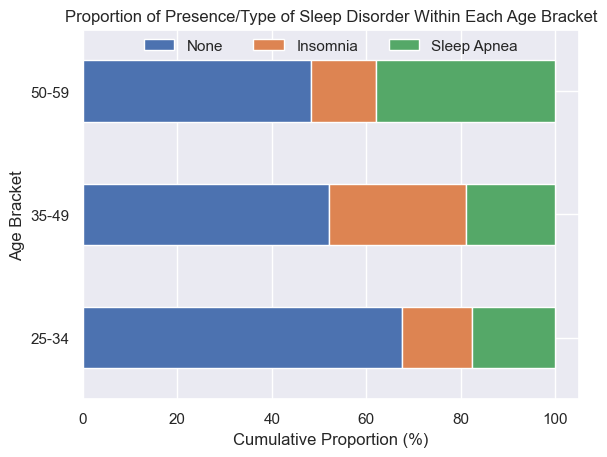 Proportion of Presence/Type of Sleep Disorder Within Each Age Bracket
None Insomnia Sleep Apnea
50-59
35-49
25-34
Age Bracket
0 20 40 60 80 100
Cumulative Proportion (%)